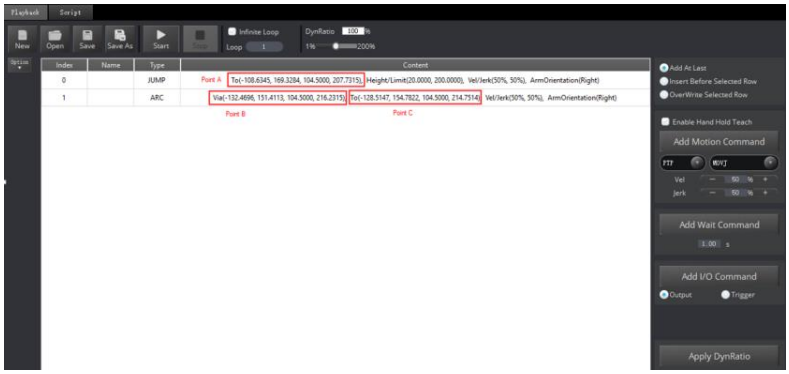 Playback Script
New Open Save Save As Start Stop Infinite Loop Loop 1 DynRatio 100 % 1% 200%
Option
Index Name Type Content
0 JUMP Point A To(-108.6345, 169.3284, 104.5000, 207.7315), Height/Limit(20.0000, 200.0000), Vel/Jerk(50%, 50%), ArmOrientation(Right)
1 ARC Via(-132.4696, 151.4113, 104.5000, 216.2315), To(-128.5147, 154.7822, 104.5000, 214.7514), Vel/Jerk(50%, 50%), ArmOrientation(Right)
Point B Point C
Add At Last
Insert Before Selected Row
OverWrite Selected Row
Enable Hand Hold Teach
Add Motion Command
PTP MOVJ
Vel - 50 % +
Jerk - 50 % +
Add Wait Command
1.00 s
Add I/O Command
Output Trigger
Apply DynRatio